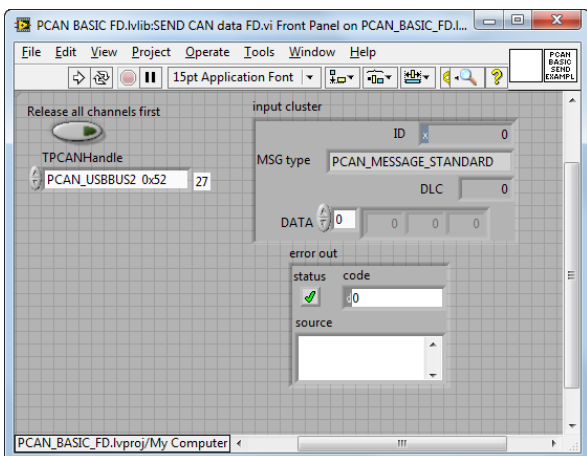 PCAN BASIC FD.lvlib:SEND CAN data FD.vi Front Panel on PCAN_BASIC_FD.l...
File Edit View Project Operate Tools Window Help
15pt Application Font
PCAN
BASIC
SEND
EXAMPL
Release all channels first
TPCANHandle
PCAN_USBBUS2 0x52 27
input cluster
ID x 0
MSG type PCAN_MESSAGE_STANDARD
DLC 0
DATA 0 0 0 0
error out
status code
d0
source
PCAN_BASIC_FD.lvproj/My Computer